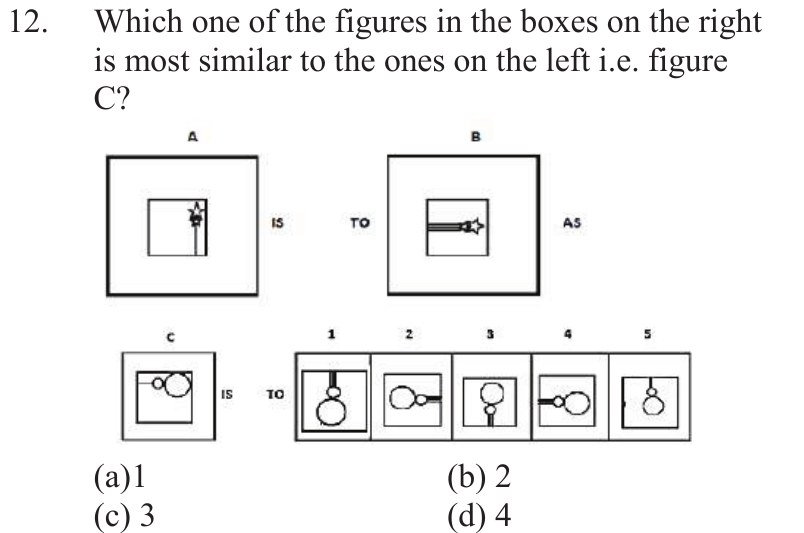 12. Which one of the figures in the boxes on the right
is most similar to the ones on the left i.e. figure
C?
A B
IS TO AS
C 1 2 3 4 5
IS TO
(a)1 (b) 2
(c) 3 (d) 4